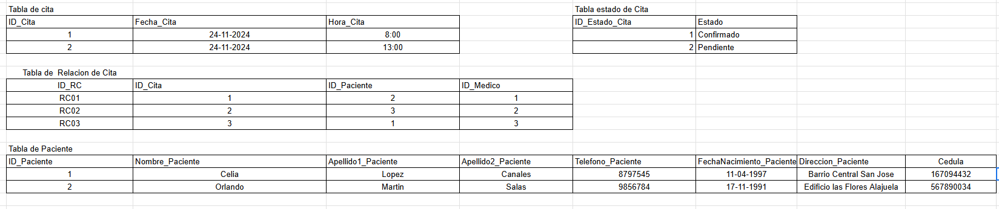 Tabla de cita
Tabla estado de Cita
ID_Cita Fecha_Cita Hora_Cita ID_Estado_Cita Estado
1 24-11-2024 8:00 1 Confirmado
2 24-11-2024 13:00 2 Pendiente
Tabla de Relacion de Cita
ID_RC ID_Cita ID_Paciente ID_Medico
RC01 1 2 1
RC02 2 3 2
RC03 3 1 3
Tabla de Paciente
ID_Paciente Nombre_Paciente Apellido1_Paciente Apellido2_Paciente Telefono_Paciente FechaNacimiento_Paciente Direccion_Paciente Cedula
1 Celia Lopez Canales 8797545 11-04-1997 Barrio Central San Jose 167094432
2 Orlando Martin Salas 9856784 17-11-1991 Edificio las Flores Alajuela 567890034